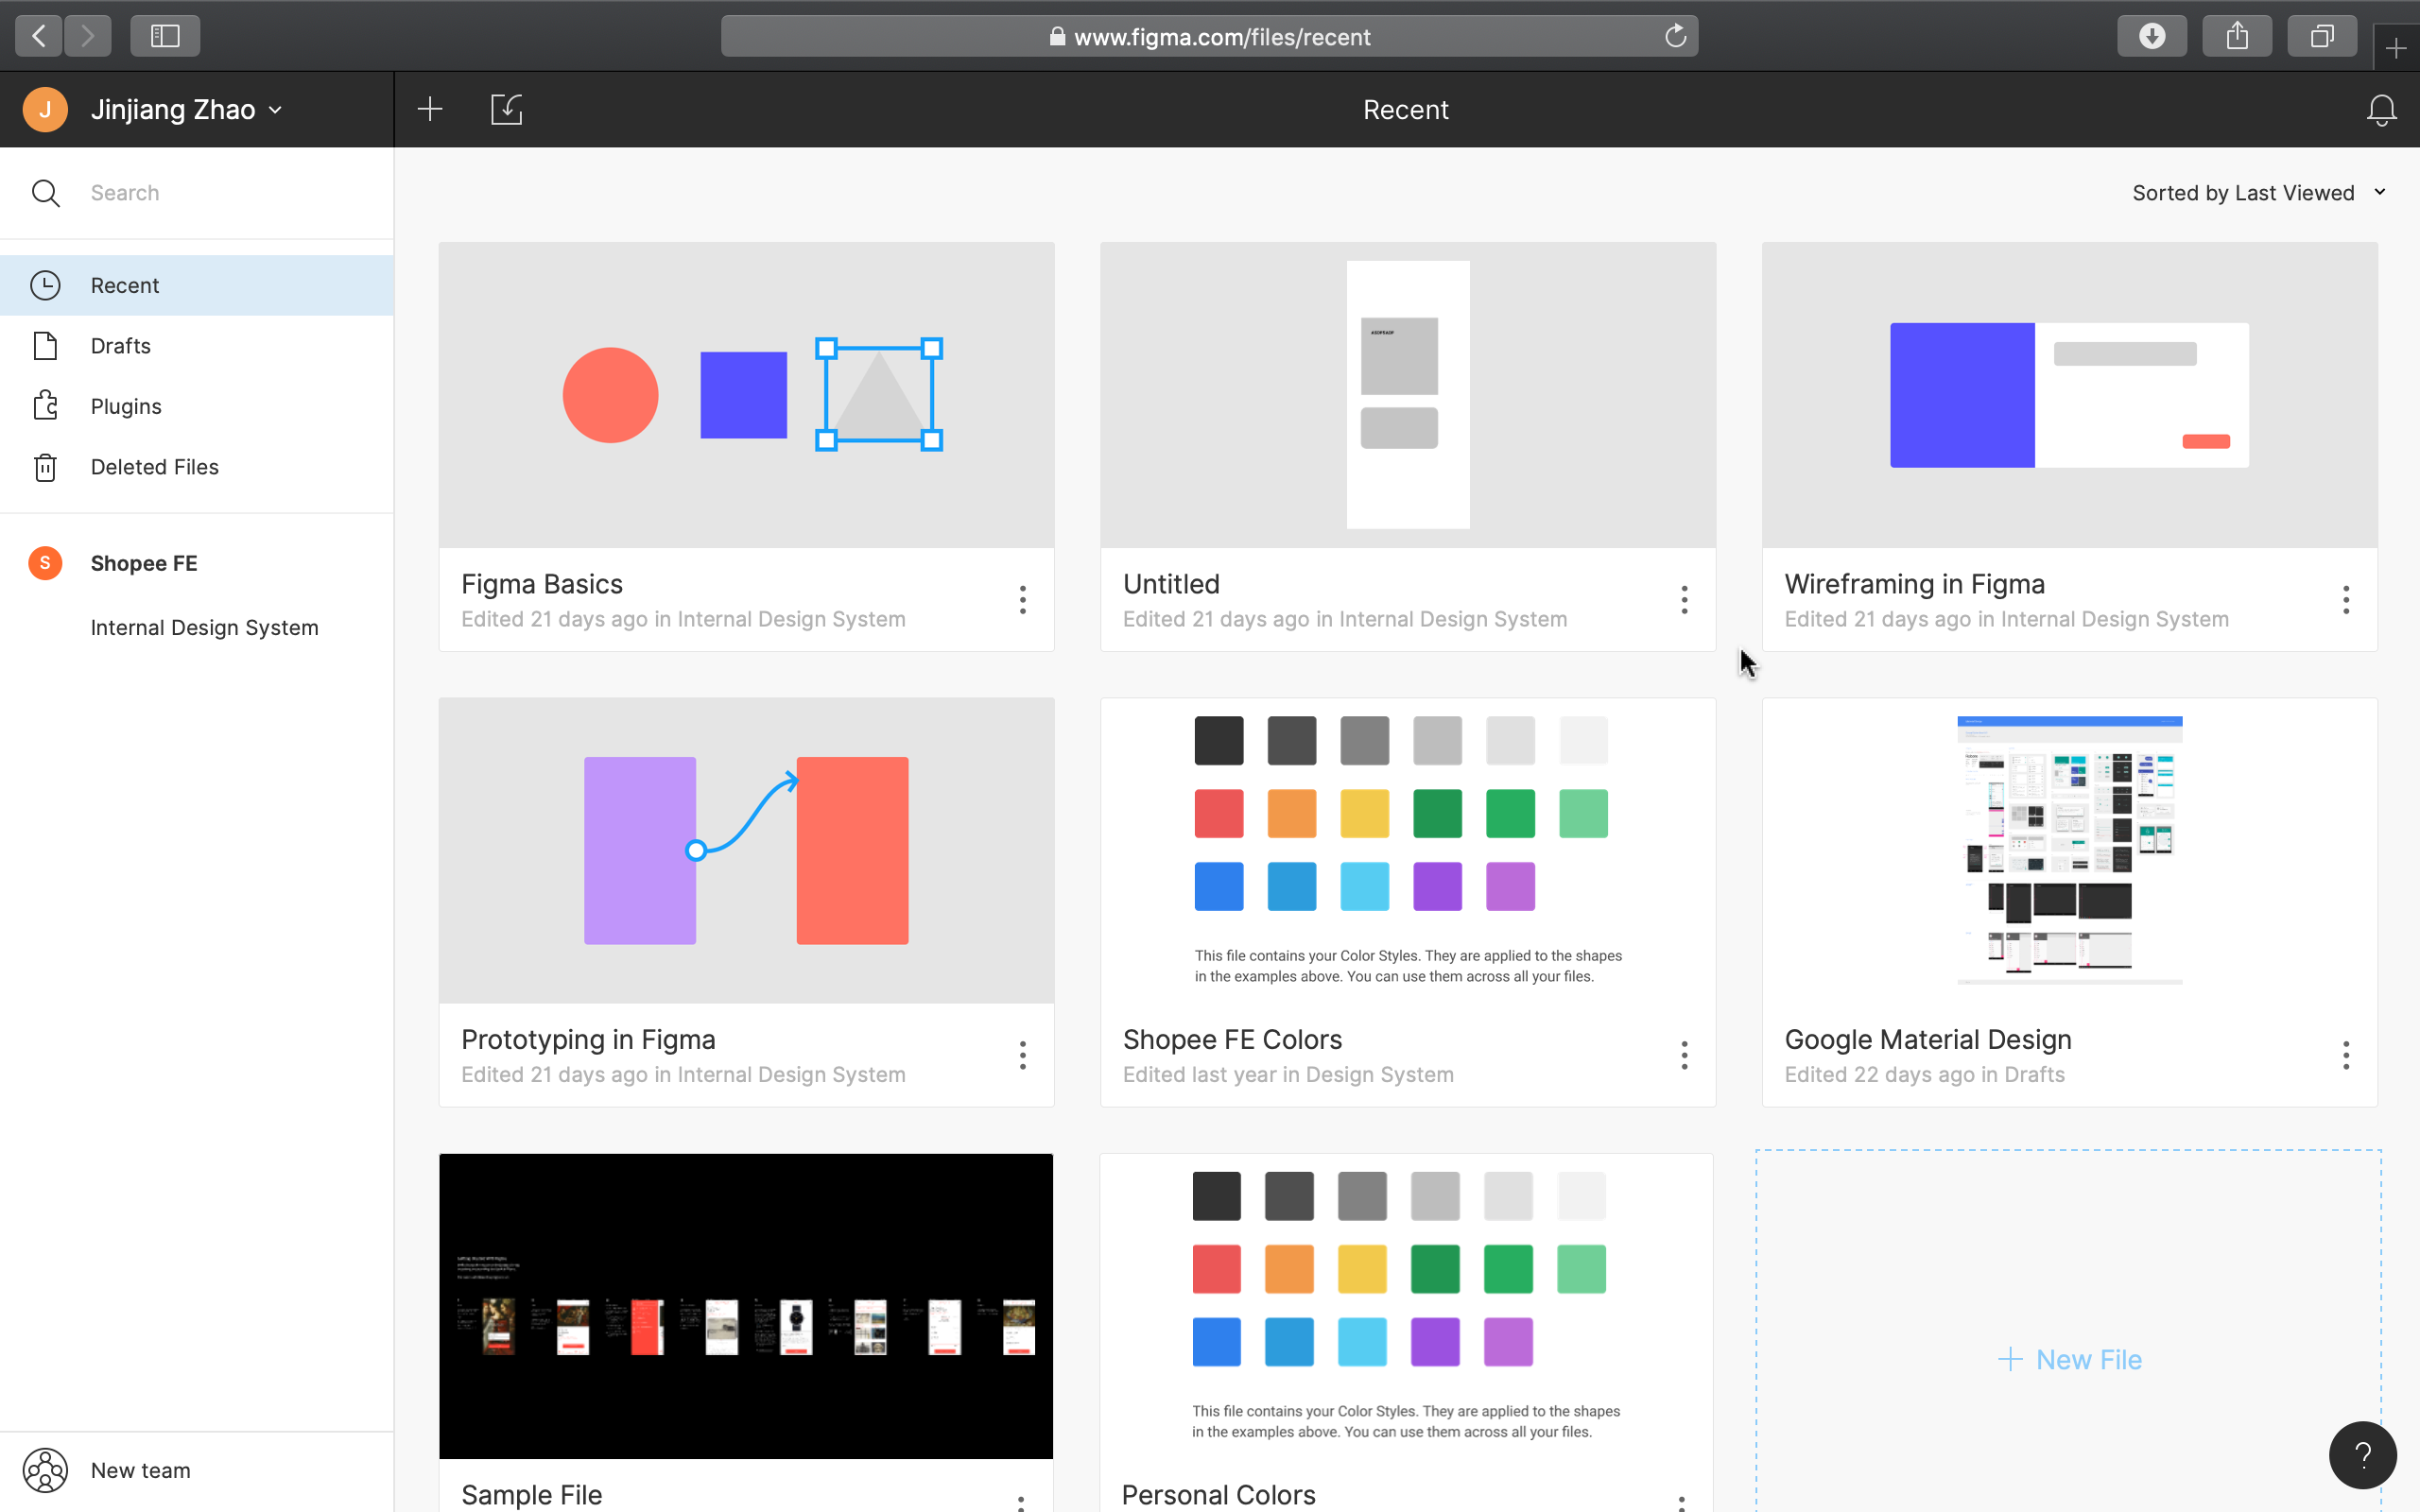 www.figma.com/files/recent
J
Jinjiang Zhao
Recent
Search
Sorted by Last Viewed
Recent
Drafts
Plugins
Deleted Files
S
Shopee FE
Internal Design System
New team
Figma Basics
Edited 21 days ago in Internal Design System
Untitled
Edited 21 days ago in Internal Design System
Wireframing in Figma
Edited 21 days ago in Internal Design System
Prototyping in Figma
Edited 21 days ago in Internal Design System
This file contains your Color Styles. They are applied to the shapes
in the examples above. You can use them across all your files.
Shopee FE Colors
Edited last year in Design System
Google Material Design
Edited 22 days ago in Drafts
Sample File
This file contains your Color Styles. They are applied to the shapes
in the examples above. You can use them across all your files.
Personal Colors
New File
?